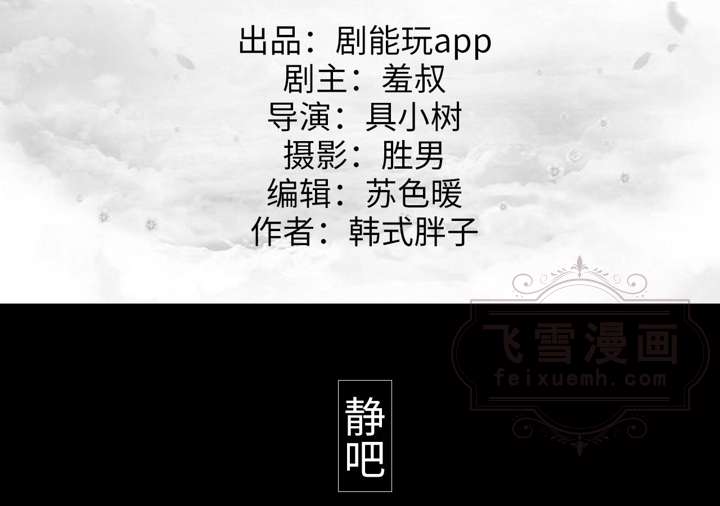 出品：剧能玩app
剧主：羞叔
导演：具小树
摄影：胜男
编辑：苏色暖
作者：韩式胖子
飞雪漫画
feixuemh.com
静吧